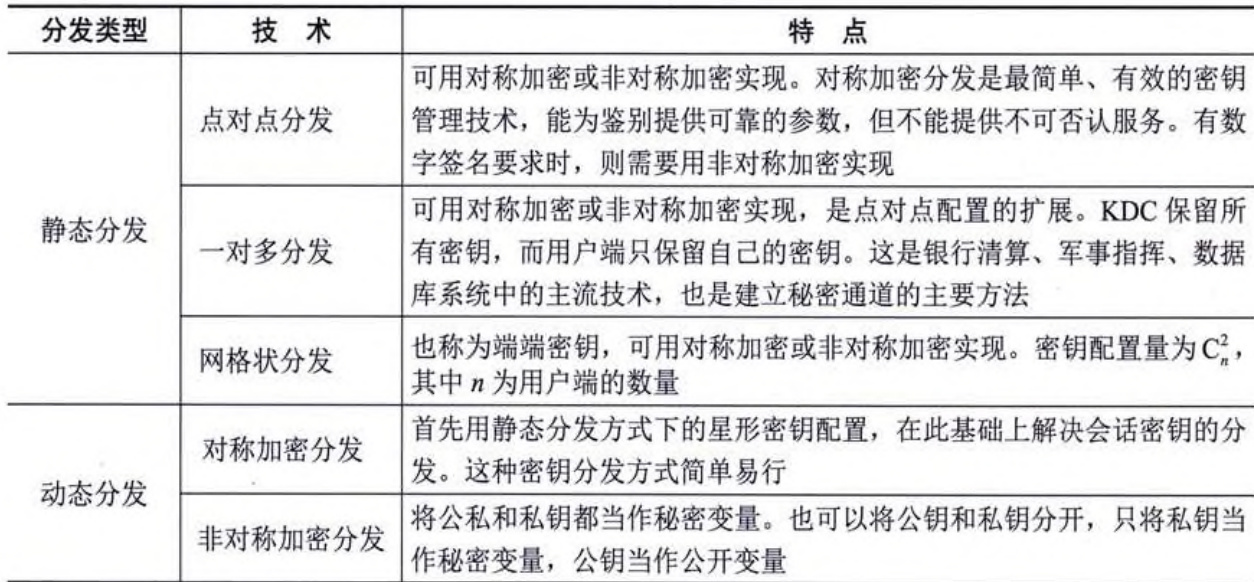 分发类型 技 术 特 点
静态分发 点对点分发 可用对称加密或非对称加密实现。对称加密分发是最简单、有效的密钥
管理技术，能为鉴别提供可靠的参数，但不能提供不可否认服务。有数
字签名要求时，则需要用非对称加密实现
一对多分发 可用对称加密或非对称加密实现，是点对点配置的扩展。KDC 保留所
有密钥，而用户端只保留自己的密钥。这是银行清算、军事指挥、数据
库系统中的主流技术，也是建立秘密通道的主要方法
网格状分发 也称为端端密钥，可用对称加密或非对称加密实现。密钥配置量为 C²ₙ，
其中 n 为用户端的数量
动态分发 对称加密分发 首先用静态分发方式下的星形密钥配置，在此基础上解决会话密钥的分
发。这种密钥分发方式简单易行
非对称加密分发 将公私和私钥都当作秘密变量。也可以将公钥和私钥分开，只将私钥当
作秘密变量，公钥当作公开变量